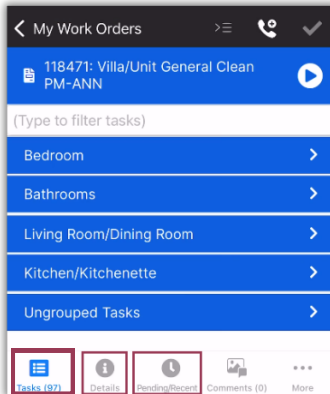 My Work Orders
118471: Villa/Unit General Clean
PM-ANN
(Type to filter tasks)
Bedroom
Bathrooms
Living Room/Dining Room
Kitchen/Kitchenette
Ungrouped Tasks
Tasks (97) Details Pending/Recent Comments (0) More